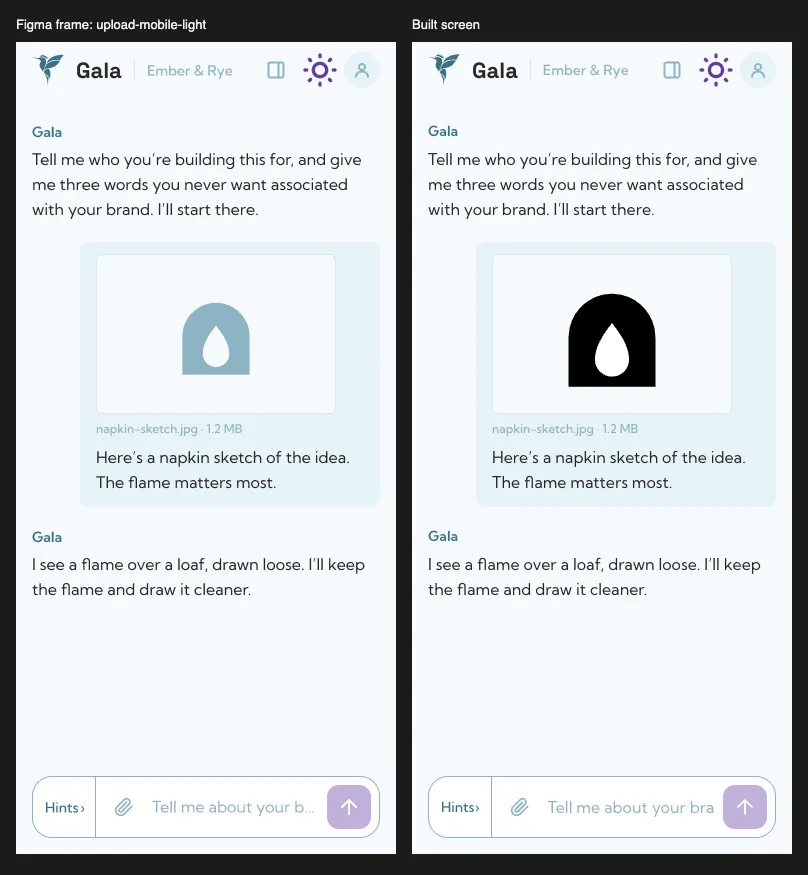 Figma frame: upload-mobile-light
Gala
Ember & Rye
Gala
Tell me who you’re building this for, and give
me three words you never want associated
with your brand. I’ll start there.
napkin-sketch.jpg · 1.2 MB
Here’s a napkin sketch of the idea.
The flame matters most.
Gala
I see a flame over a loaf, drawn loose. I’ll keep
the flame and draw it cleaner.
Hints›
Tell me about your b...
Built screen
Gala
Ember & Rye
Gala
Tell me who you’re building this for, and give
me three words you never want associated
with your brand. I’ll start there.
napkin-sketch.jpg · 1.2 MB
Here’s a napkin sketch of the idea.
The flame matters most.
Gala
I see a flame over a loaf, drawn loose. I’ll keep
the flame and draw it cleaner.
Hints›
Tell me about your bra